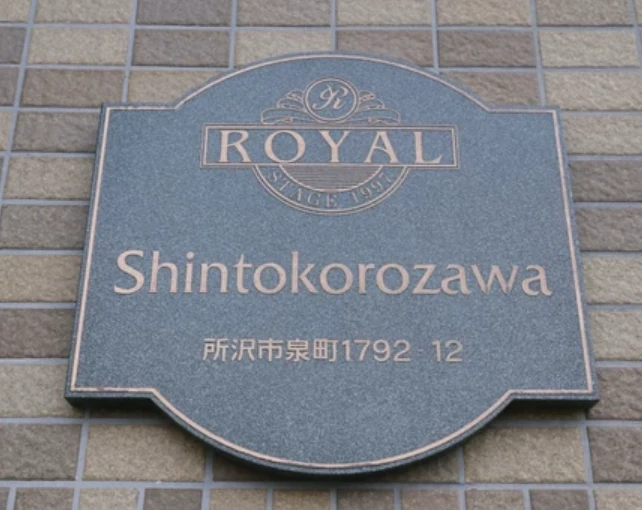 R
ROYAL
STAGE 1997
Shintokorozawa
所沢市泉町1792-12